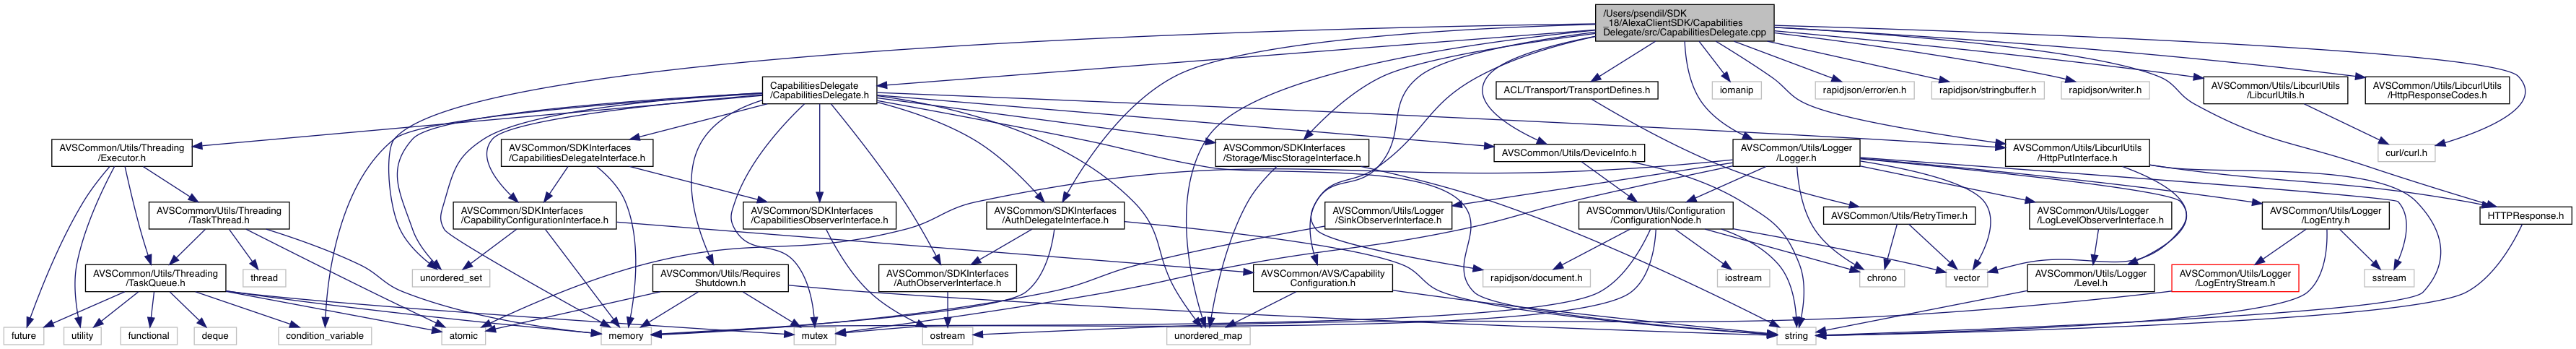 /Users/psendil/SDK
_18/AlexaClientSDK/Capabilities
Delegate/src/CapabilitiesDelegate.cpp
CapabilitiesDelegate
/CapabilitiesDelegate.h
ACL/Transport/TransportDefines.h
iomanip
rapidjson/error/en.h
rapidjson/stringbuffer.h
rapidjson/writer.h
AVSCommon/Utils/LibcurlUtils
/LibcurlUtils.h
AVSCommon/Utils/LibcurlUtils
/HttpResponseCodes.h
AVSCommon/Utils/Threading
/Executor.h
AVSCommon/SDKInterfaces
/CapabilitiesDelegateInterface.h
AVSCommon/SDKInterfaces
/Storage/MiscStorageInterface.h
AVSCommon/Utils/DeviceInfo.h
AVSCommon/Utils/Logger
/Logger.h
AVSCommon/Utils/LibcurlUtils
/HttpPutInterface.h
curl/curl.h
AVSCommon/Utils/Threading
/TaskThread.h
AVSCommon/SDKInterfaces
/CapabilityConfigurationInterface.h
AVSCommon/SDKInterfaces
/CapabilitiesObserverInterface.h
AVSCommon/SDKInterfaces
/AuthDelegateInterface.h
AVSCommon/Utils/Logger
/SinkObserverInterface.h
AVSCommon/Utils/Configuration
/ConfigurationNode.h
AVSCommon/Utils/RetryTimer.h
AVSCommon/Utils/Logger
/LogLevelObserverInterface.h
AVSCommon/Utils/Logger
/LogEntry.h
HTTPResponse.h
AVSCommon/Utils/Threading
/TaskQueue.h
thread
unordered_set
AVSCommon/Utils/Requires
Shutdown.h
AVSCommon/SDKInterfaces
/AuthObserverInterface.h
AVSCommon/AVS/Capability
Configuration.h
rapidjson/document.h
iostream
chrono
vector
AVSCommon/Utils/Logger
/Level.h
AVSCommon/Utils/Logger
/LogEntryStream.h
sstream
future
utility
functional
deque
condition_variable
atomic
memory
mutex
ostream
unordered_map
string